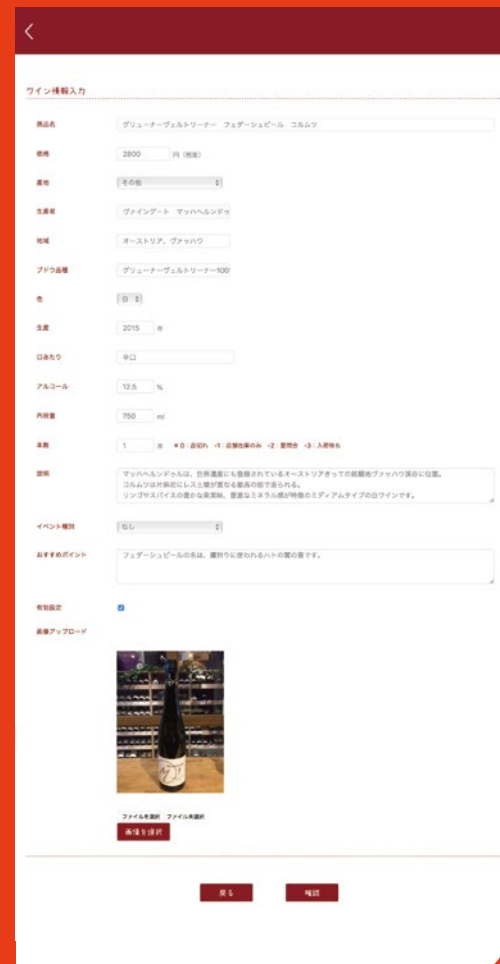 ワイン情報入力
商品名 グリューナーヴェルトリーナー フェダーシュピール コルムツ
価格 2800 円 (税抜)
産地 その他
生産者 ヴァインゲート マッハヘルンドゥ
地域 オーストリア, ヴァッハウ
ブドウ品種 グリューナーヴェルトリーナー100
色 白
生産 2015 年
口あたり 辛口
アルコール 12.5 %
内容量 750 ml
本数 1 本 ※ 0:品切れ -1:店舗在庫のみ -2:要問合 -3:入荷待ち
説明 マッハヘルンドゥルは、世界遺産にも登録されているオーストリアきっての銘醸地ヴァッハウ渓谷に位置。
コルムツは片麻岩にレス土壌が重なる最高の畑で造られる。
リンゴやスパイスの豊かな果実味、豊富なミネラル感が特徴のミディアムタイプの白ワインです。
イベント種別 なし
おすすめポイント フェダーシュピールの名は、鷹狩りに使われるハトの翼の意です。
有効設定
画像アップロード
ファイルを選択 ファイル未選択
画像を選択
戻る 確認